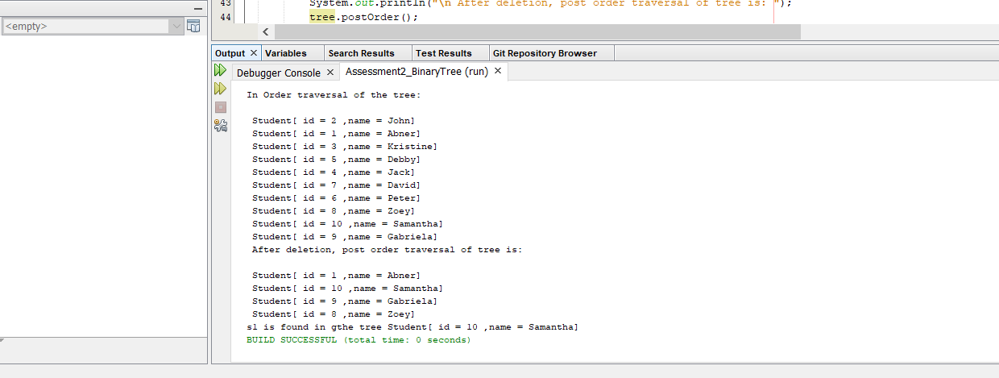 43 System.out.println("\n After deletion, post order traversal of tree is: ");
<empty>
44 tree.postOrder();
Output Variables Search Results Test Results Git Repository Browser
Debugger Console Assessment2_BinaryTree (run)
In Order traversal of the tree:
Student[ id = 2 ,name = John]
Student[ id = 1 ,name = Abner]
Student[ id = 3 ,name = Kristine]
Student[ id = 5 ,name = Debby]
Student[ id = 4 ,name = Jack]
Student[ id = 7 ,name = David]
Student[ id = 6 ,name = Peter]
Student[ id = 8 ,name = Zoey]
Student[ id = 10 ,name = Samantha]
Student[ id = 9 ,name = Gabriela]
After deletion, post order traversal of tree is:
Student[ id = 1 ,name = Abner]
Student[ id = 10 ,name = Samantha]
Student[ id = 9 ,name = Gabriela]
Student[ id = 8 ,name = Zoey]
s1 is found in gthe tree Student[ id = 10 ,name = Samantha]
BUILD SUCCESSFUL (total time: 0 seconds)